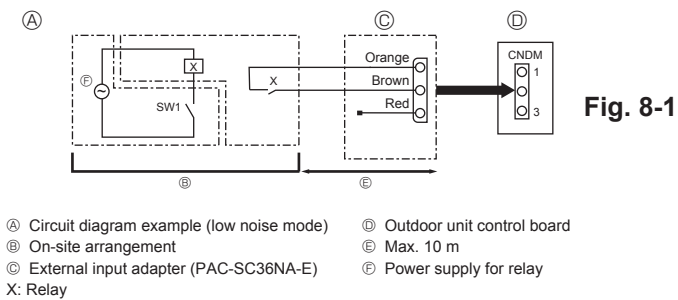 Ⓐ Ⓒ Ⓓ
Orange
CNDM
X
1
Ⓕ
X
Brown
~
Red
SW1
3
Fig. 8-1
Ⓑ Ⓔ
Ⓐ Circuit diagram example (low noise mode)
Ⓑ On-site arrangement
Ⓒ External input adapter (PAC-SC36NA-E)
X: Relay
Ⓓ Outdoor unit control board
Ⓔ Max. 10 m
Ⓕ Power supply for relay